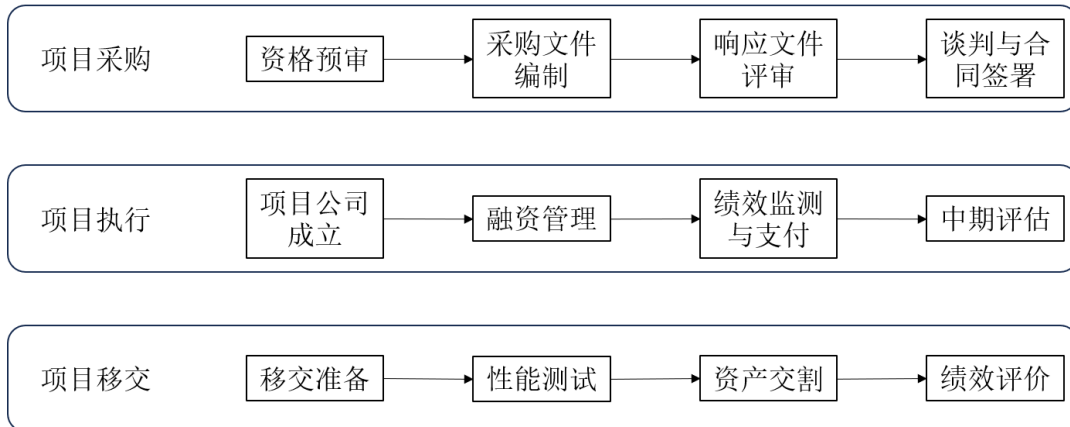 项目采购
资格预审
采购文件
编制
响应文件
评审
谈判与合
同签署
项目执行
项目公司
成立
融资管理
绩效监测
与支付
中期评估
项目移交
移交准备
性能测试
资产交割
绩效评价